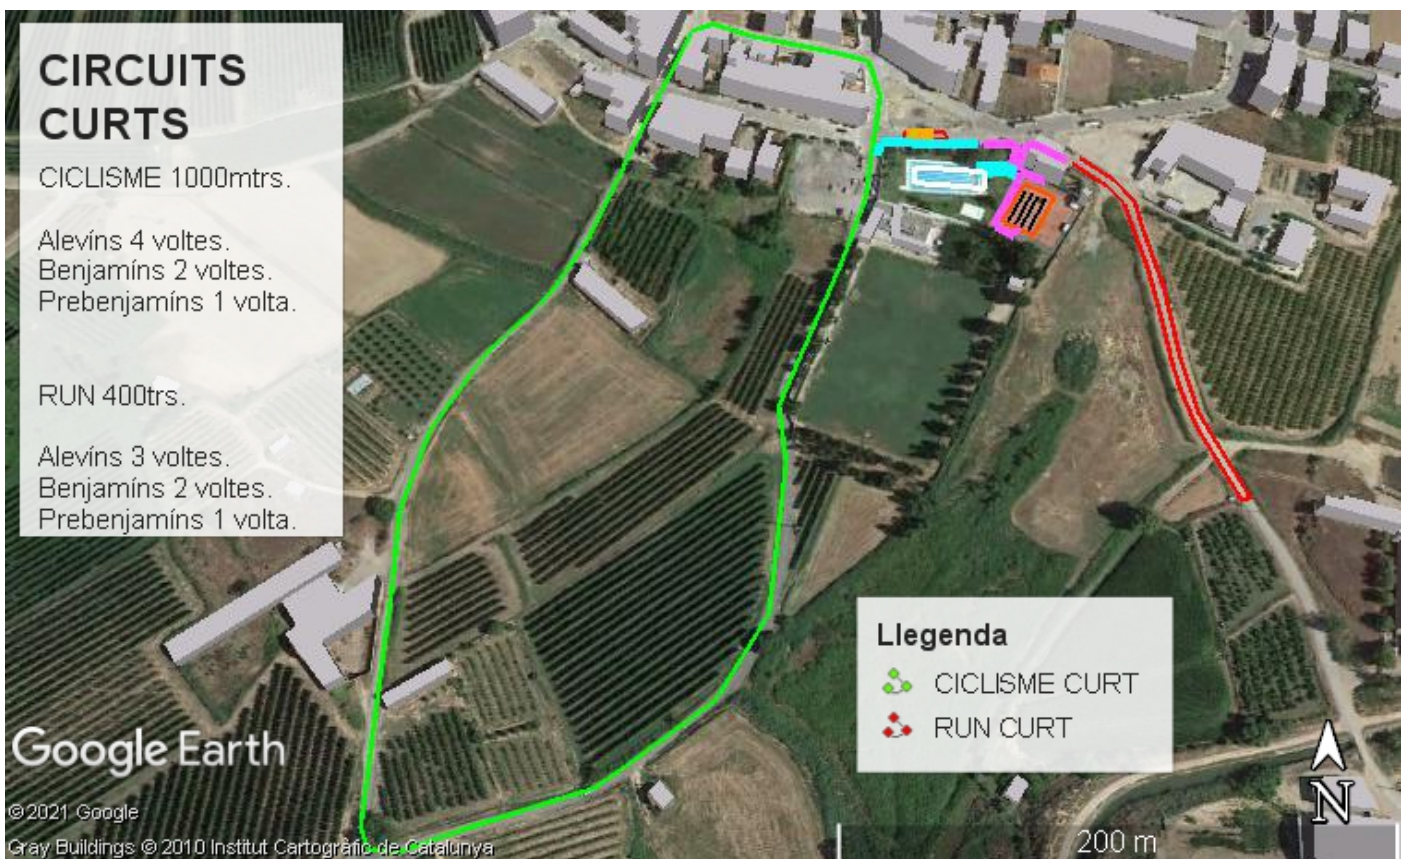 CIRCUITS
CURTS
CICLISME 1000mtrs.
Alevíns 4 voltes.
Benjamíns 2 voltes.
Prebenjamíns 1 volta.
RUN 400trs.
Alevíns 3 voltes.
Benjamíns 2 voltes.
Prebenjamíns 1 volta.
Llegenda
CICLISME CURT
RUN CURT
Google Earth
N
©2021 Google
200 m
Gray Buildings © 2010 Institut Cartogràfic de Catalunya